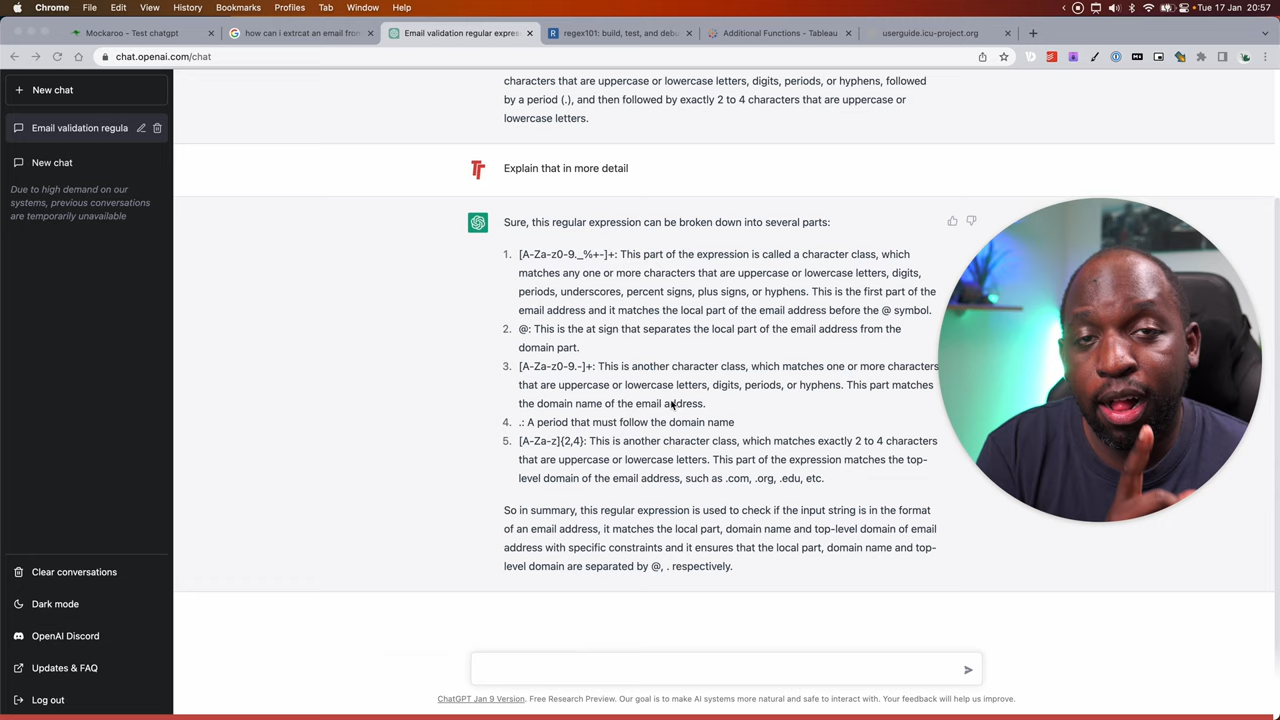 Chrome File Edit View History Bookmarks Profiles Tab Window Help Tue 17 Jan 20:57
Mockaroo - Test chatgpt
how can i extrcat an email from
Email validation regular expres
regex101: build, test, and debu
Additional Functions - Tableau
userguide.icu-project.org
chat.openai.com/chat
New chat
Email validation regula
New chat
Due to high demand on our
systems, previous conversations
are temporarily unavailable
Clear conversations
Dark mode
OpenAI Discord
Updates & FAQ
Log out
characters that are uppercase or lowercase letters, digits, periods, or hyphens, followed
by a period (.), and then followed by exactly 2 to 4 characters that are uppercase or
lowercase letters.
Explain that in more detail
Sure, this regular expression can be broken down into several parts:
1. [A-Za-z0-9._%+-]+: This part of the expression is called a character class, which
matches any one or more characters that are uppercase or lowercase letters, digits,
periods, underscores, percent signs, plus signs, or hyphens. This is the first part of the
email address and it matches the local part of the email address before the @ symbol.
2. @: This is the at sign that separates the local part of the email address from the
domain part.
3. [A-Za-z0-9.-]+: This is another character class, which matches one or more characters
that are uppercase or lowercase letters, digits, periods, or hyphens. This part matches
the domain name of the email address.
4. .: A period that must follow the domain name
5. [A-Za-z]{2,4}: This is another character class, which matches exactly 2 to 4 characters
that are uppercase or lowercase letters. This part of the expression matches the top-
level domain of the email address, such as .com, .org, .edu, etc.
So in summary, this regular expression is used to check if the input string is in the format
of an email address, it matches the local part, domain name and top-level domain of email
address with specific constraints and it ensures that the local part, domain name and top-
level domain are separated by @, . respectively.
ChatGPT Jan 9 Version. Free Research Preview. Our goal is to make AI systems more natural and safe to interact with. Your feedback will help us improve.